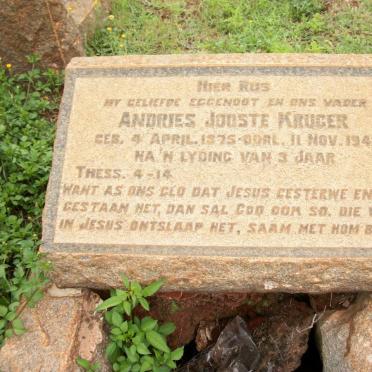 HIER RUS
MY GELIEFDE EGGENOOT EN ONS VADER
ANDRIES JOOSTE KRUGER
GEB. 4 APRIL. 1875-OORL. 11 NOV. 194
NA 'N LYDING VAN 3 JAAR
THESS. 4-14
WANT AS ONS GLO DAT JESUS GESTERWE EN
GESTAAN HET, DAN SAL GOD OOK SO, DIE
IN JESUS ONTSLAAP HET, SAAM MET HOM